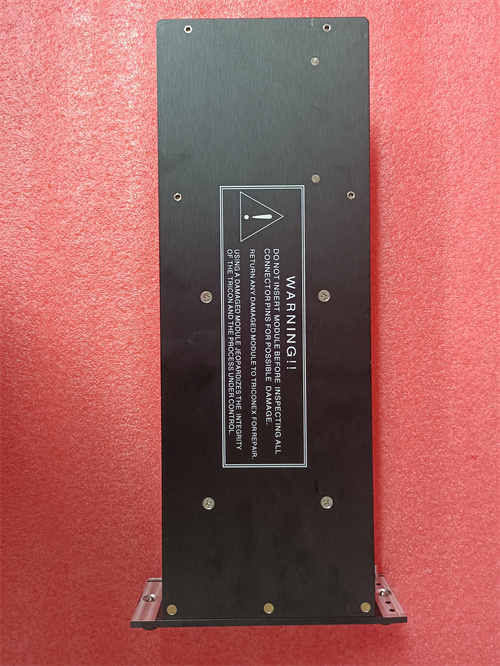 WARNING!!
DO NOT INSERT MODULE BEFORE INSPECTING ALL
CONNECTOR PINS FOR POSSIBLE DAMAGE.
RETURN ANY DAMAGED MODULE TO TRICONEX FOR REPAIR.
USING A DAMAGED MODULE JEOPARDIZES THE INTEGRITY
OF THE TRICON AND THE PROCESS UNDER CONTROL.